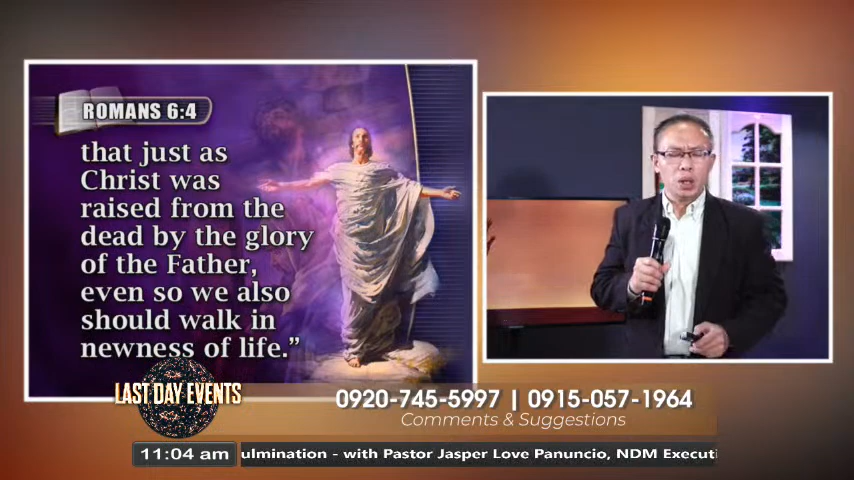 ROMANS 6:4
that just as
Christ was
raised from the
dead by the glory
of the Father,
even so we also
should walk in
newness of life.”
LAST DAY EVENTS
0920-745-5997 | 0915-057-1964
Comments & Suggestions
11:04 am
ulmination - with Pastor Jasper Love Panuncio, NDM Executi